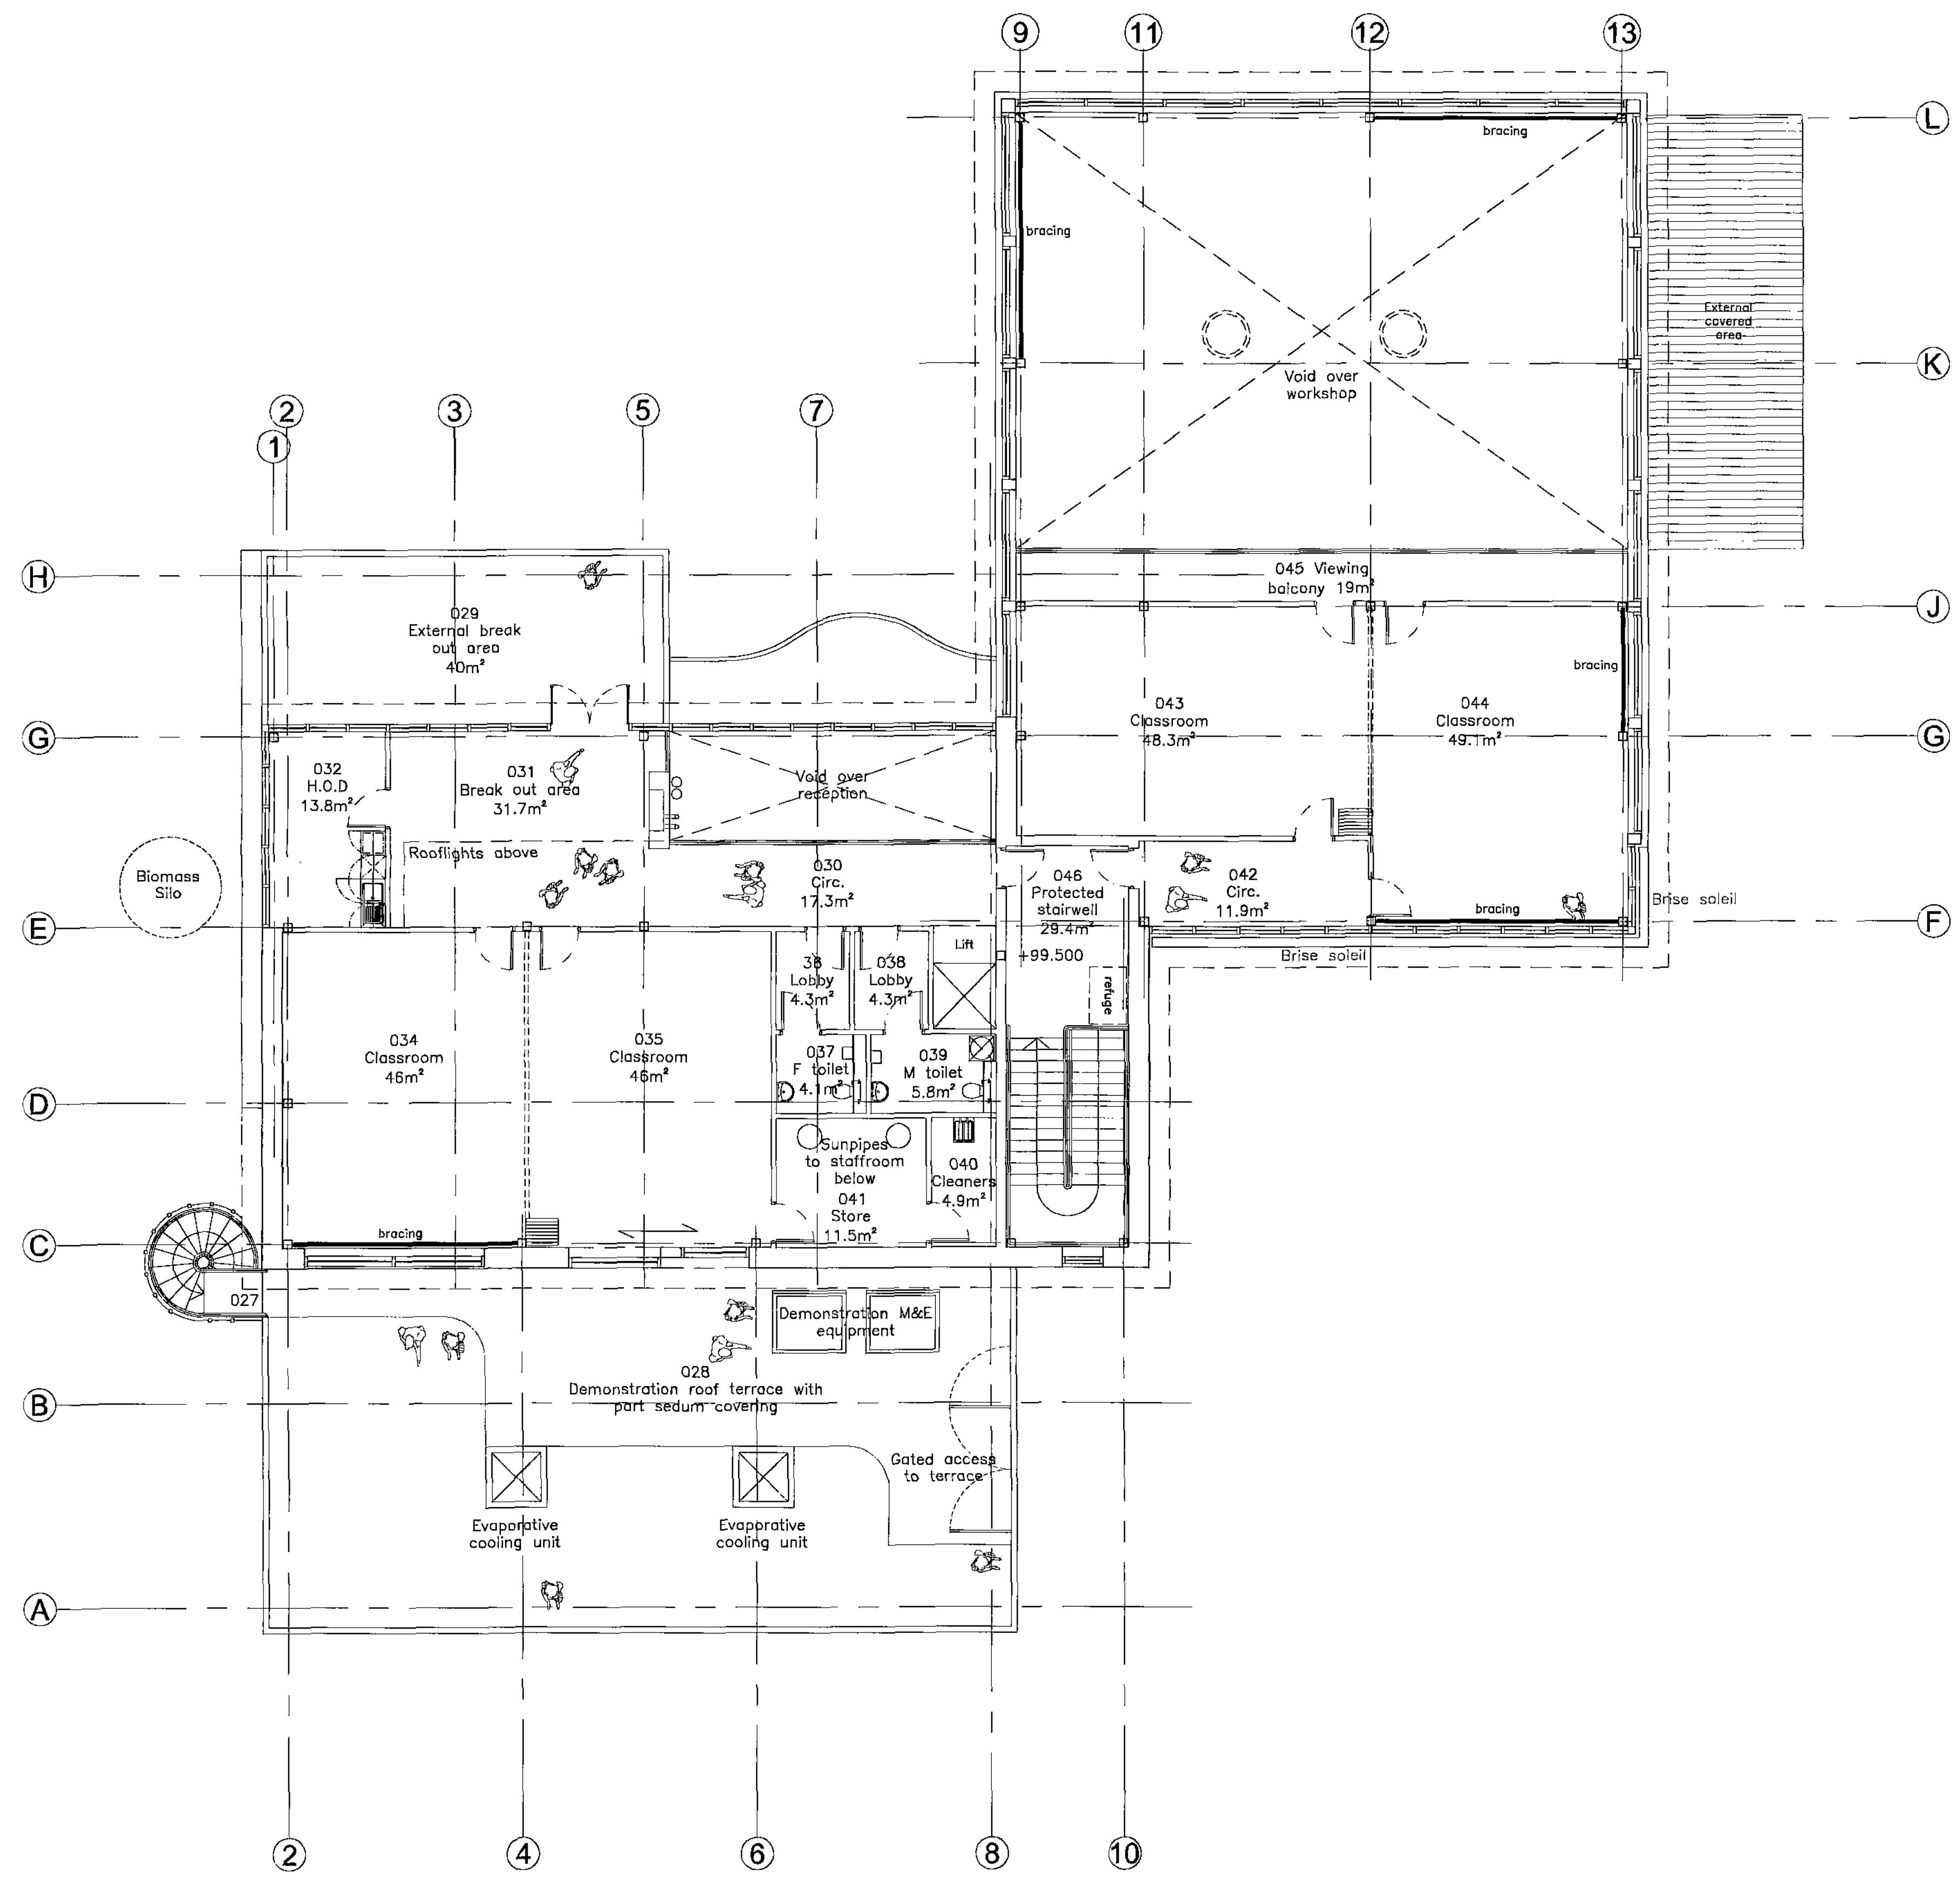 9 11 12 13
L
bracing
bracing
External
covered
area
K
Void over
workshop
2 3 5 7
1
H
045 Viewing
balcony 19m²
J
029
External break
out area
40m²
bracing
043
Classroom
48.3m²
044
Classroom
49.1m²
G
G
032
H.O.D
13.8m²
031
Break out area
31.7m²
Void over
reception
Rooflights above
Biomass
Silo
030
Circ.
17.3m²
046
Protected
stairwell
29.4m²
+99.500
042
Circ.
11.9m²
bracing
Brise soleil
E
F
Brise soleil
Lift
36
Lobby
4.3m²
038
Lobby
4.3m²
refuge
034
Classroom
46m²
035
Classroom
46m²
037
F toilet
4.1m²
039
M toilet
5.8m²
D
Sunpipes
to staffroom
below
040
Cleaners
4.9m²
041
Store
11.5m²
bracing
C
027
Demonstration M&E
equipment
028
Demonstration roof terrace with
part sedum covering
B
Gated access
to terrace
Evaporative
cooling unit
Evaporative
cooling unit
A
2 4 6 8 10